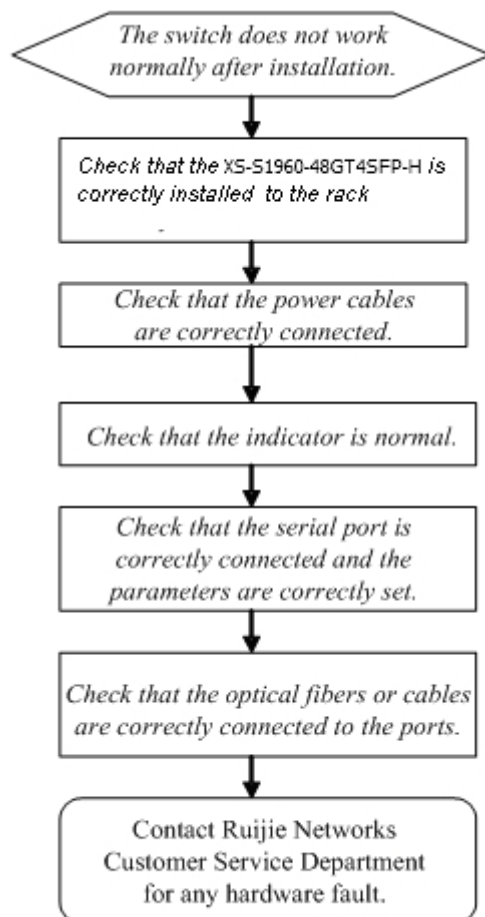 The switch does not work
normally after installation.
Check that the XS-S1960-48GT4SFP-H is
correctly installed to the rack
Check that the power cables
are correctly connected.
Check that the indicator is normal.
Check that the serial port is
correctly connected and the
parameters are correctly set.
Check that the optical fibers or cables
are correctly connected to the ports.
Contact Ruijie Networks
Customer Service Department
for any hardware fault.